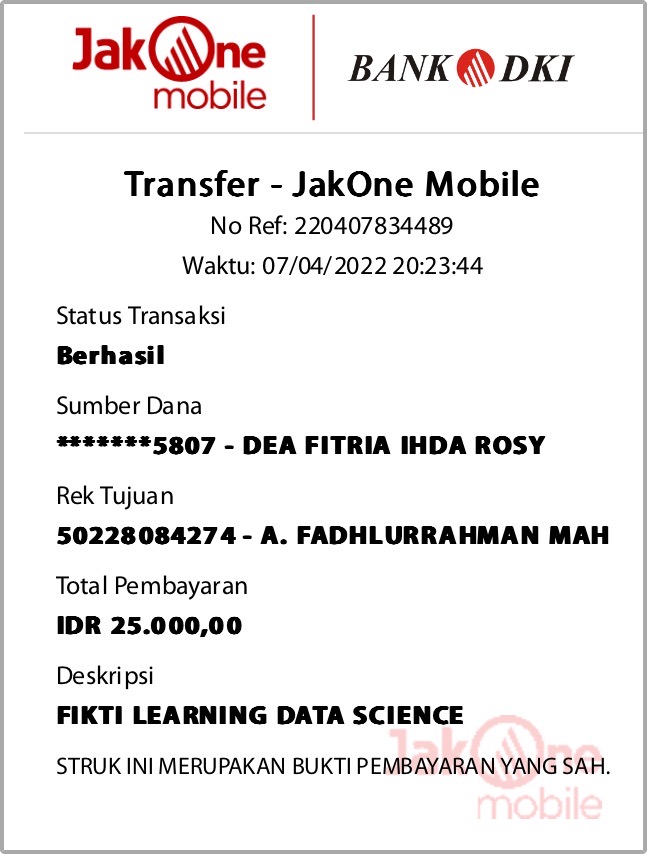 JakOne
mobile
BANK DKI
Transfer - JakOne Mobile
No Ref: 220407834489
Waktu: 07/04/2022 20:23:44
Status Transaksi
Berhasil
Sumber Dana
*******5807 - DEA FITRIA IHDA ROSY
Rek Tujuan
50228084274 - A. FADHLURRAHMAN MAH
Total Pembayaran
IDR 25.000,00
Deskripsi
FIKTI LEARNING DATA SCIENCE
JakOne
STRUK INI MERUPAKAN BUKTI PEMBAYARAN YANG SAH.
mobile